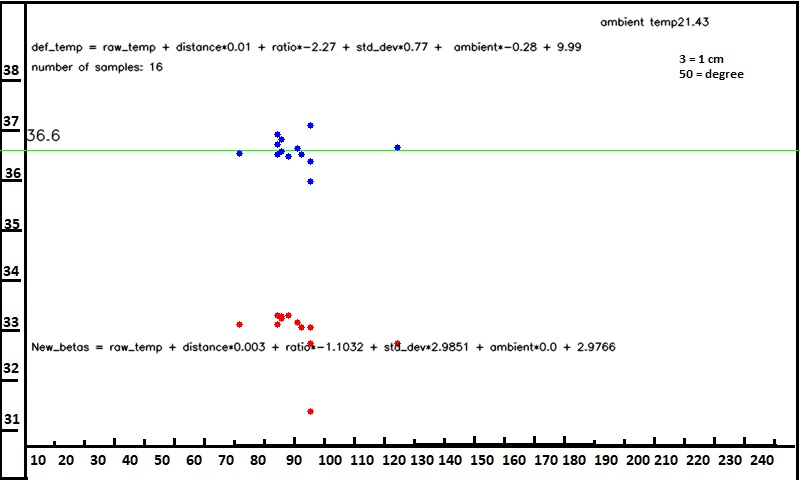 ambient temp21.43
def_temp = raw_temp + distance*0.01 + ratio*-2.27 + std_dev*0.77 + ambient*-0.28 + 9.99
number of samples: 16
3 = 1 cm
50 = degree
38
37
36.6
36
35
34
33
New_betas = raw_temp + distance*0.003 + ratio*-1.1032 + std_dev*2.9851 + ambient*0.0 + 2.9766
32
31
10 20 30 40 50 60 70 80 90 100 110 120 130 140 150 160 170 180 190 200 210 220 230 240